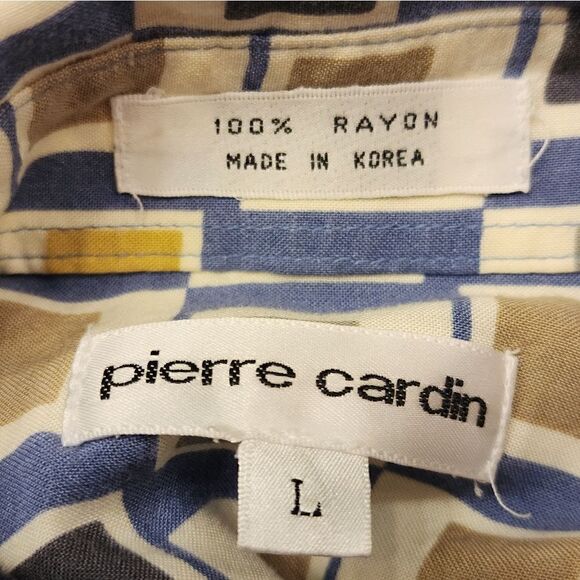 100% RAYON
MADE IN KOREA
pierre cardin
L